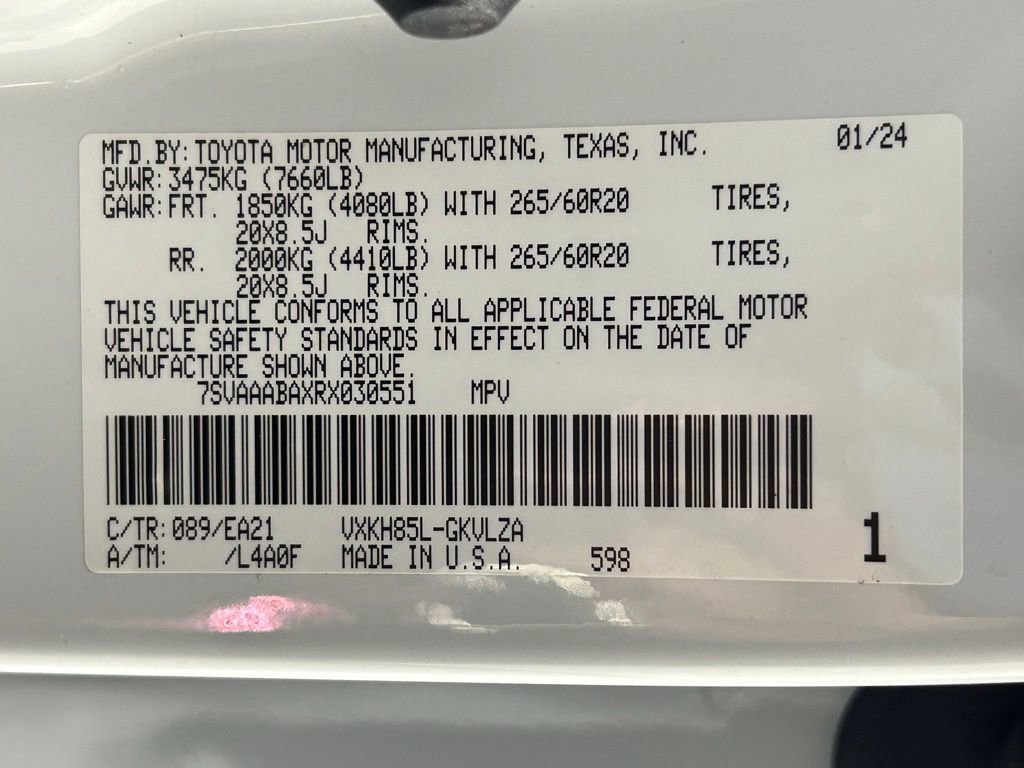 MFD.BY:TOYOTA MOTOR MANUFACTURING, TEXAS, INC. 01/24
GVWR:3475KG (7660LB)
GAWR:FRT. 1850KG (4080LB) WITH 265/60R20 TIRES,
20X8.5J RIMS.
RR. 2000KG (4410LB) WITH 265/60R20 TIRES,
20X8.5J RIMS.
THIS VEHICLE CONFORMS TO ALL APPLICABLE FEDERAL MOTOR
VEHICLE SAFETY STANDARDS IN EFFECT ON THE DATE OF
MANUFACTURE SHOWN ABOVE.
7SVAAABAXRX030551 MPV
C/TR:089/EA21 VXKH85L-GKVLZA
A/TM: /L4A0F MADE IN U.S.A. 598 1